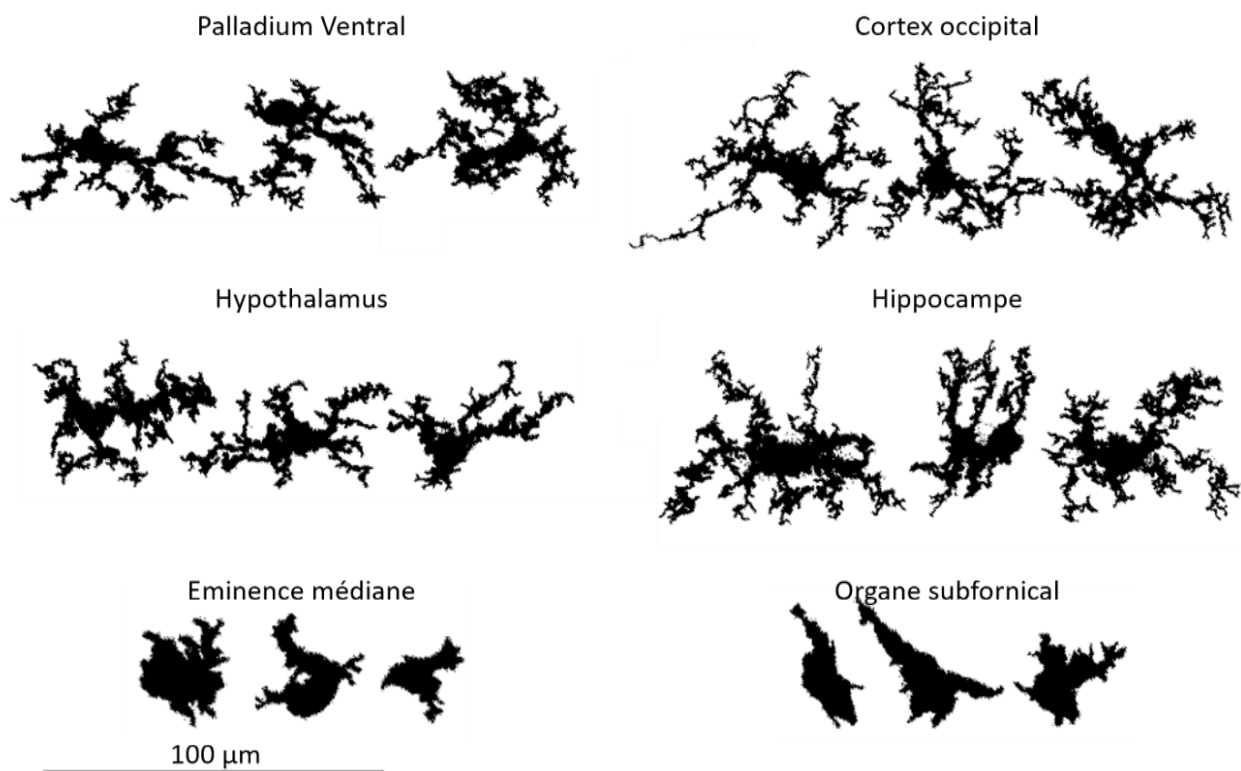 Palladium Ventral
Cortex occipital
Hypothalamus
Hippocampe
Eminence médiane
Organe subfornical
100 µm